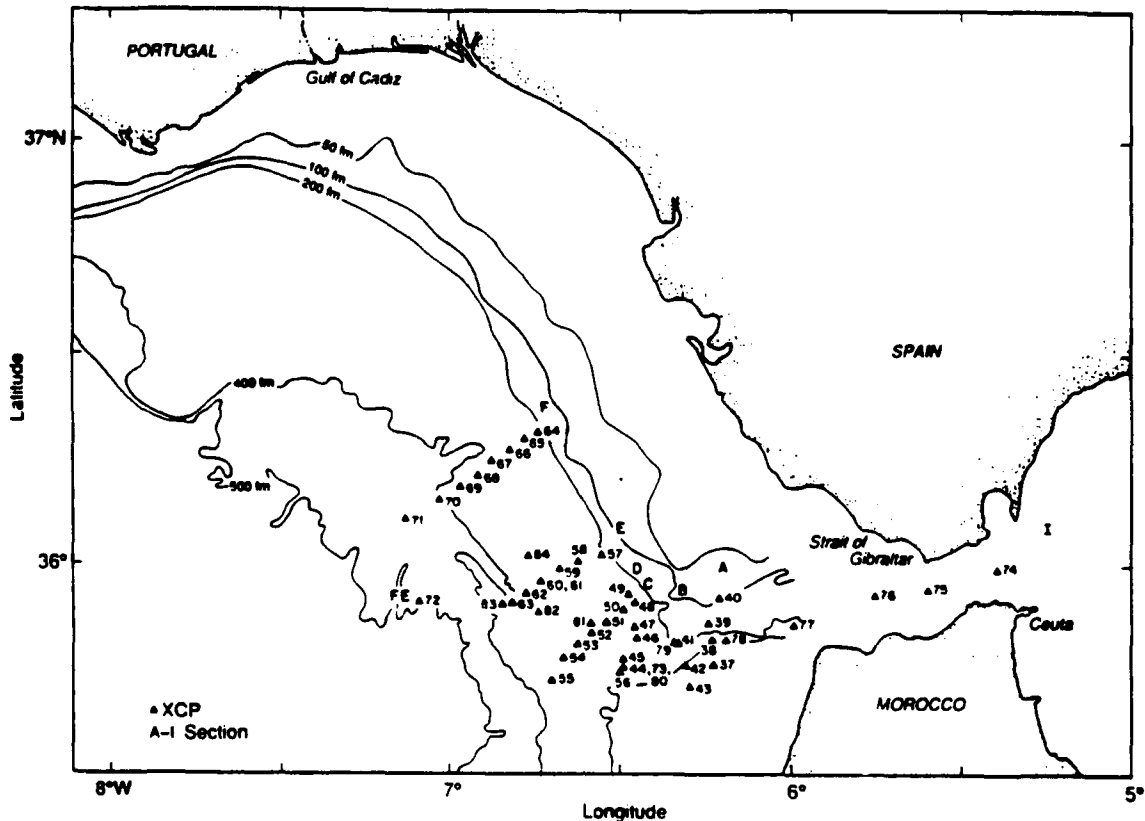 PORTUGAL
Gulf of Cadiz
37°N
50 fm
100 fm
200 fm
SPAIN
Latitude
400 fm
500 fm
F
64
65
66
67
68
69
70
71
E
Strait of
Gibraltar
I
36°
84
58
57
D
A
59
C
74
60, 61
49
B
76
75
FE
72
62
50
48
40
83
63
82
81
51
47
39
77
Ceuta
52
46
79
41
38
78
53
54
45
44, 73,
42
37
55
56
80
43
MOROCCO
XCP
A-I Section
8°W
7°
6°
5°
Longitude